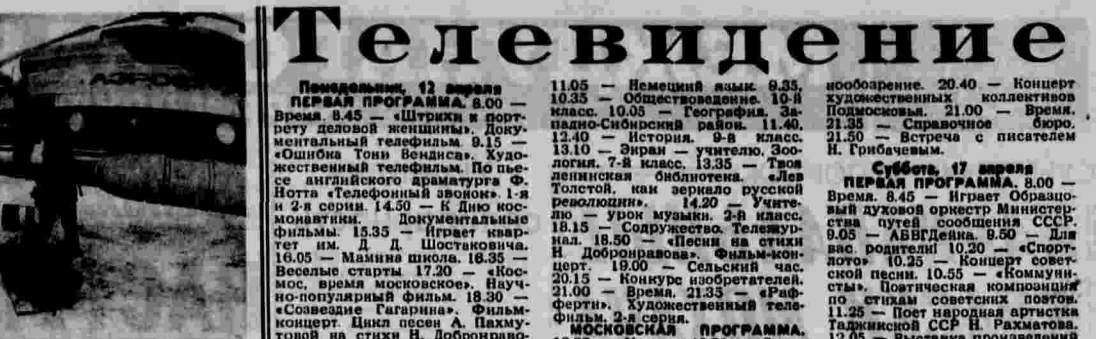 АЭРОФ
Телевидение
Понедельник, 12 апреля
ПЕРВАЯ ПРОГРАММА. 8.00 —
Время. 8.45 — «Штрихи к порт-
рету деловой женщины». Доку-
ментальный телефильм. 9.15 —
«Ошибка Тони Вендиса». Худо-
жественный телефильм. По пье-
се английского драматурга Ф.
Нотта «Телефонный звонок». 1-я
и 2-я серии. 14.50 — К Дню кос-
монавтики. Документальные
фильмы. 15.35 — Играет квар-
тет им. Д. Д. Шостаковича.
16.05 — Мамина школа. 16.35 —
Веселые старты 17.20 — «Кос-
мос, время московское». Науч-
но-популярный фильм. 18.30 —
«Созвездие Гагарина». Фильм-
концерт. Цикл песен А. Пахму-
товой на стихи Н. Добронраво-
11.05 — Немецкий язык. 9.35,
10.35 — Обществоведение. 10-й
класс. 10.05 — География. За-
падно-Сибирский район. 11.40,
12.40 — История. 9-й класс.
13.10 — Экран — учителю. Зоо-
логия. 7-й класс. 13.35 — Твоя
ленинская библиотека. «Лев
Толстой, как зеркало русской
революции». 14.20 — Учите-
лю — урок музыки. 2-й класс.
18.15 — Содружество. Тележур-
нал. 18.50 — «Песни на стихи
Н. Добронравова». Фильм-кон-
церт. 19.00 — Сельский час.
20.15 — Конкурс изобретателей.
21.00 — Время. 21.35 — «Раф-
ферти». Художественный теле-
фильм. 2-я серия.
МОСКОВСКАЯ ПРОГРАММА.
нообозрение. 20.40 — Концерт
художественных коллективов
Подмосковья. 21.00 — Время.
21.35 — Справочное бюро.
21.50 — Встреча с писателем
Н. Грибачевым.
Суббота, 17 апреля
ПЕРВАЯ ПРОГРАММА. 8.00 —
Время. 8.45 — Играет Образцо-
вый духовой оркестр Министер-
ства путей сообщения СССР.
9.05 — АБВГДейка. 9.50 — Для
вас, родители! 10.20 — «Спорт-
лото» 10.25 — Концерт совет-
ской песни. 10.55 — «Коммуни-
сты». Поэтическая композиция
по стихам советских поэтов.
11.25 — Поет народная артистка
Таджикской ССР Н. Рахматова.
12.05 — Выставка произведений